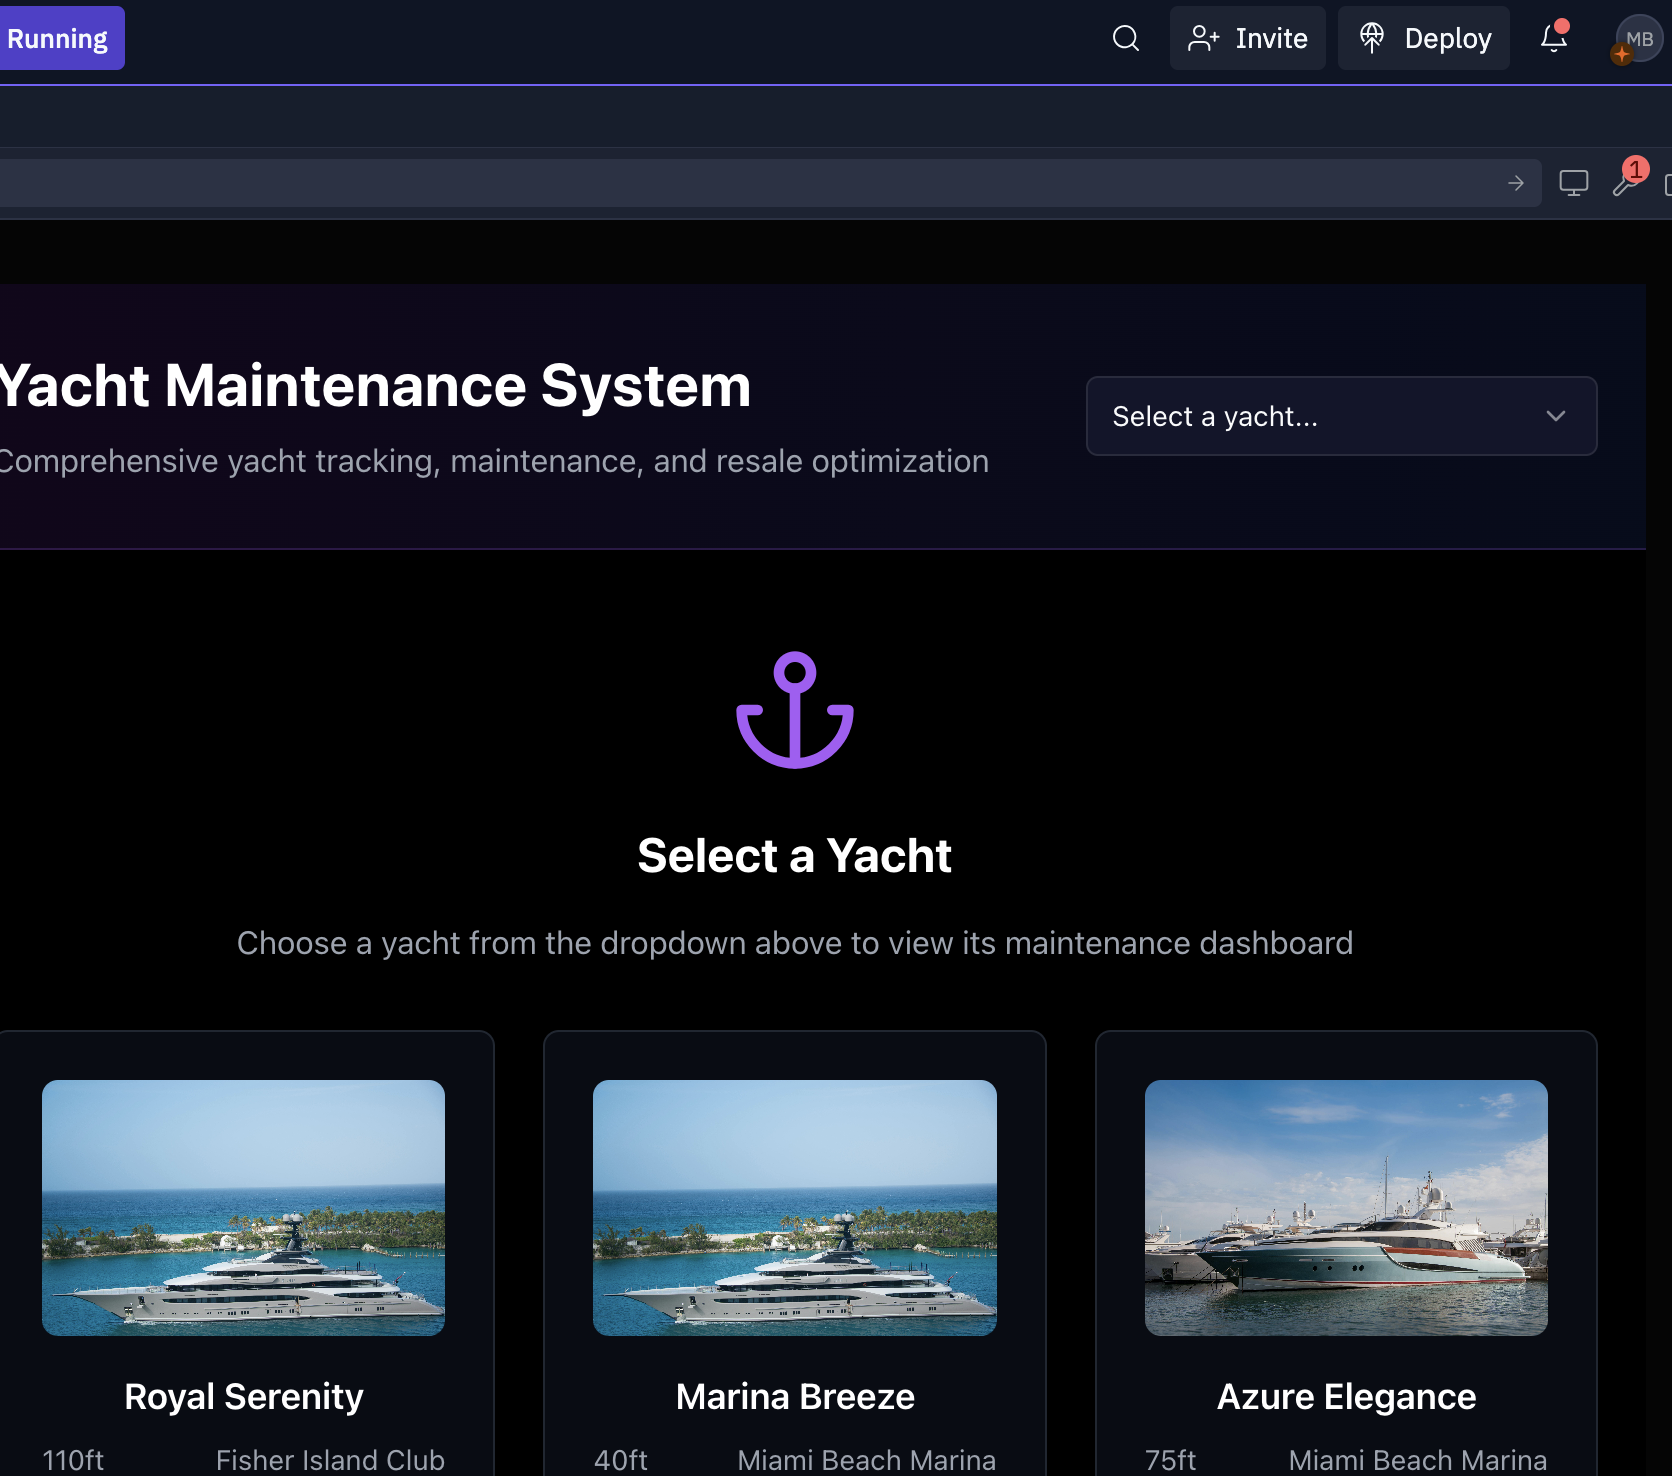 Running
Invite
Deploy
MB
1
Yacht Maintenance System
Comprehensive yacht tracking, maintenance, and resale optimization
Select a yacht...
Select a Yacht
Choose a yacht from the dropdown above to view its maintenance dashboard
Royal Serenity
110ft Fisher Island Club
Marina Breeze
40ft Miami Beach Marina
Azure Elegance
75ft Miami Beach Marina